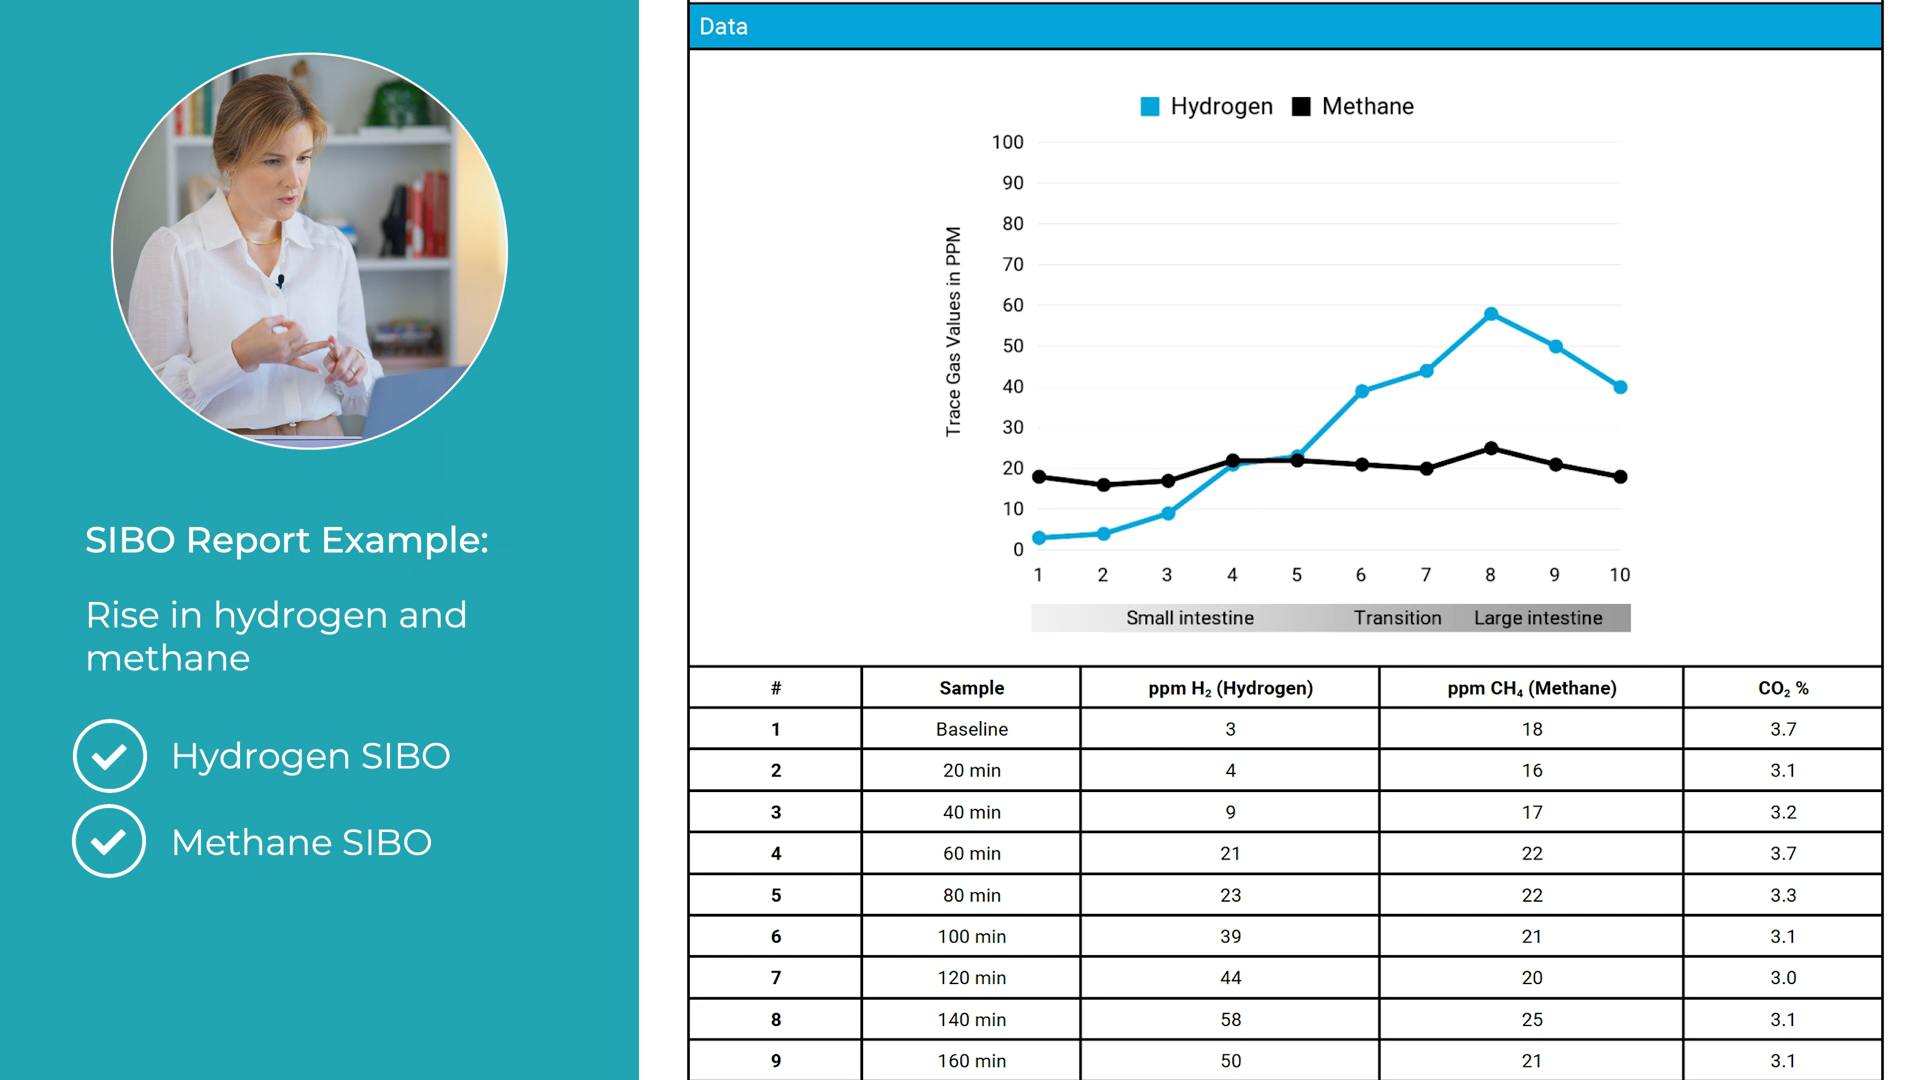 SIBO Report Example:
Rise in hydrogen and
methane
Hydrogen SIBO
Methane SIBO
Data
Hydrogen Methane
Trace Gas Values in PPM
100
90
80
70
60
50
40
30
20
10
0
1 2 3 4 5 6 7 8 9 10
Small intestine Transition Large intestine
# Sample ppm H₂ (Hydrogen) ppm CH₄ (Methane) CO₂ %
1 Baseline 3 18 3.7
2 20 min 4 16 3.1
3 40 min 9 17 3.2
4 60 min 21 22 3.7
5 80 min 23 22 3.3
6 100 min 39 21 3.1
7 120 min 44 20 3.0
8 140 min 58 25 3.1
9 160 min 50 21 3.1